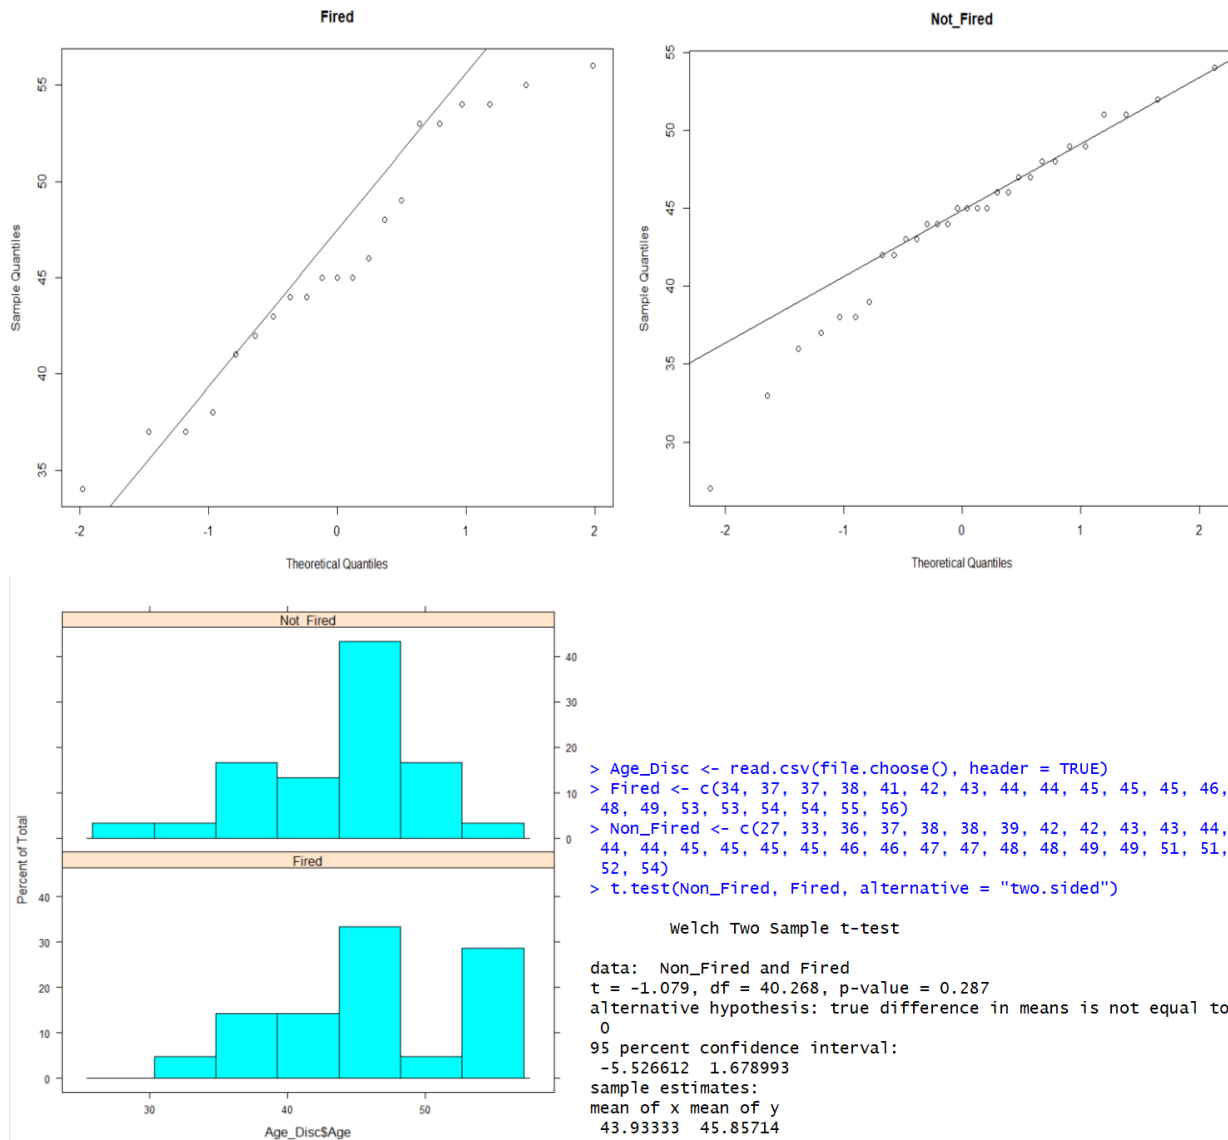 Fired
55
50
45
40
35
Sample Quantiles
-2 -1 0 1 2
Theoretical Quantiles
Not_Fired
55
50
45
40
35
30
Sample Quantiles
-2 -1 0 1 2
Theoretical Quantiles
Not Fired
40
30
20
10
0
Fired
40
30
20
10
0
Percent of Total
30 40 50
Age_Disc$Age
> Age_Disc <- read.csv(file.choose(), header = TRUE)
> Fired <- c(34, 37, 37, 38, 41, 42, 43, 44, 44, 45, 45, 45, 46,
48, 49, 53, 53, 54, 54, 55, 56)
> Non_Fired <- c(27, 33, 36, 37, 38, 38, 39, 42, 42, 43, 43, 44,
44, 44, 45, 45, 45, 45, 46, 46, 47, 47, 48, 48, 49, 49, 51, 51,
52, 54)
> t.test(Non_Fired, Fired, alternative = "two.sided")
Welch Two Sample t-test
data: Non_Fired and Fired
t = -1.079, df = 40.268, p-value = 0.287
alternative hypothesis: true difference in means is not equal to
0
95 percent confidence interval:
-5.526612 1.678993
sample estimates:
mean of x mean of y
43.93333 45.85714